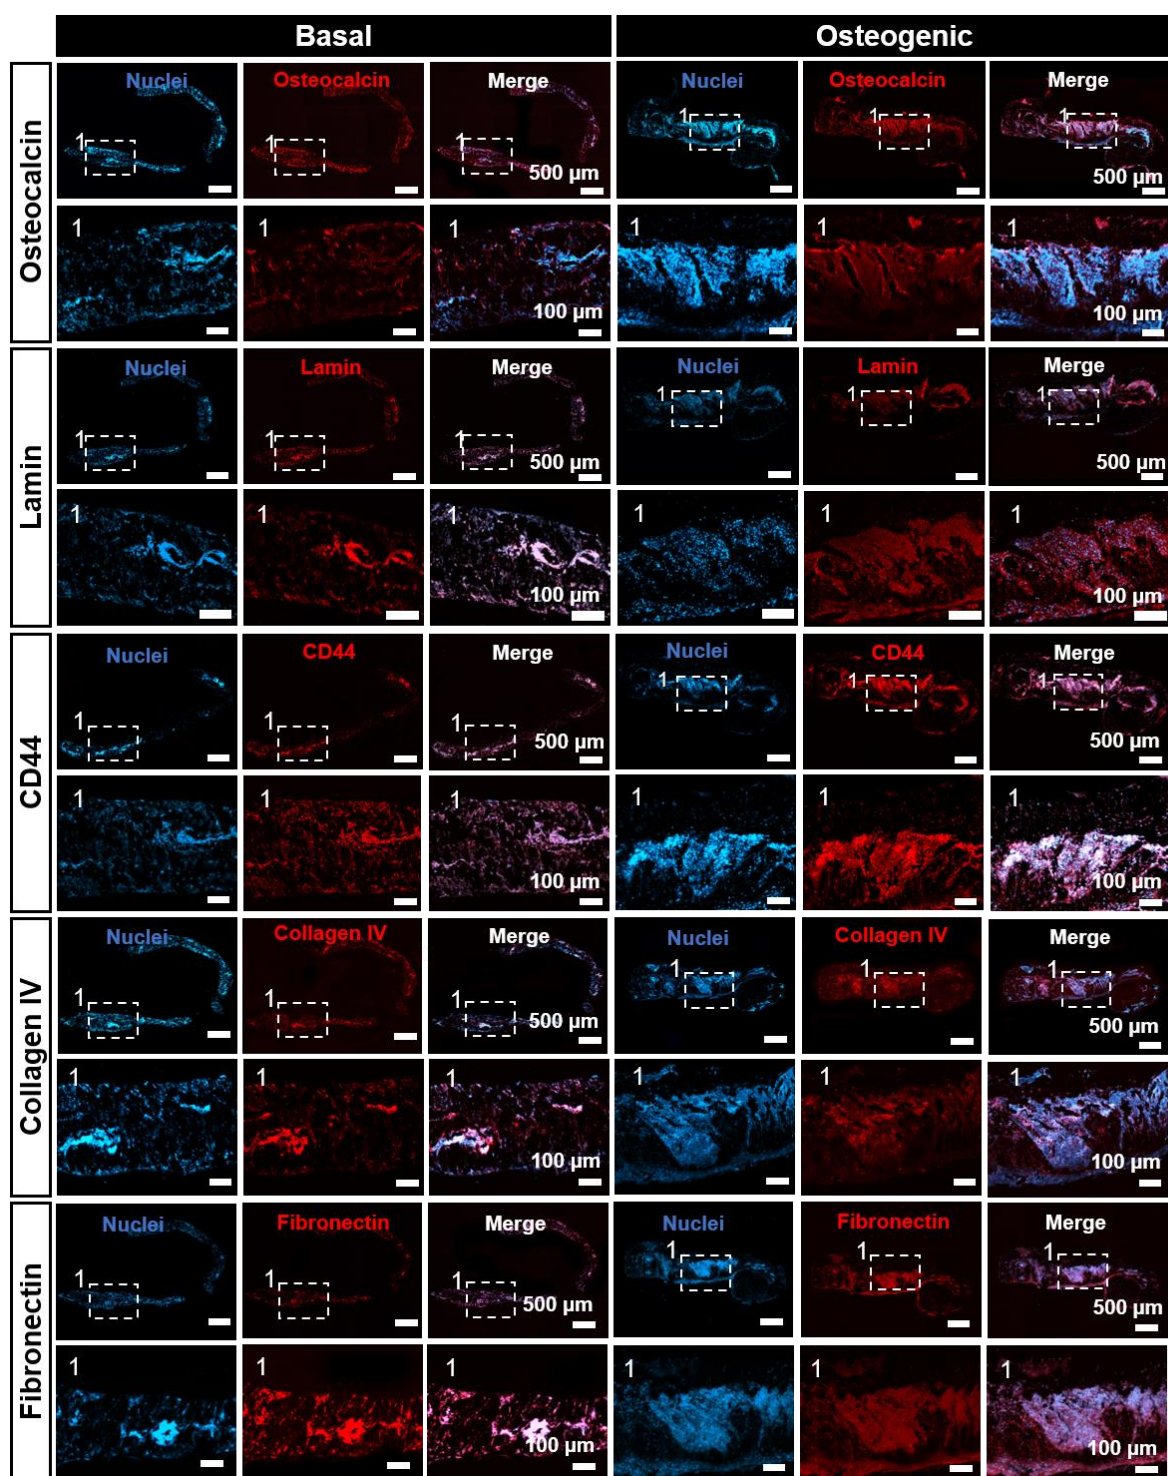 Basal Osteogenic
Osteocalcin
Nuclei Osteocalcin Merge Nuclei Osteocalcin Merge
1 1 1 1 1 1
500 µm 500 µm
1 1 1 1 1 1
100 µm 100 µm
Lamin
Nuclei Lamin Merge Nuclei Lamin Merge
1 1 1 1 1 1
500 µm 500 µm
1 1 1 1 1 1
100 µm 100 µm
CD44
Nuclei CD44 Merge Nuclei CD44 Merge
1 1 1 1 1 1
500 µm 500 µm
1 1 1 1 1 1
100 µm 100 µm
Collagen IV
Nuclei Collagen IV Merge Nuclei Collagen IV Merge
1 1 1 1 1 1
500 µm 500 µm
1 1 1 1 1 1
100 µm 100 µm
Fibronectin
Nuclei Fibronectin Merge Nuclei Fibronectin Merge
1 1 1 1 1 1
500 µm 500 µm
1 1 1 1 1 1
100 µm 100 µm